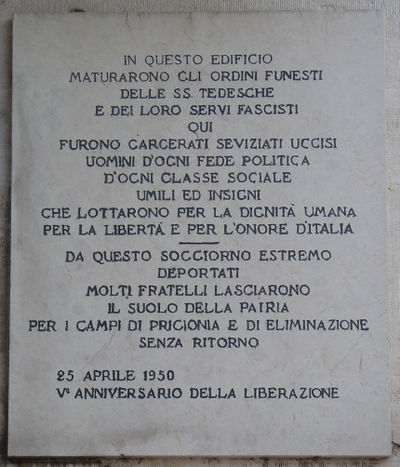 IN QUESTO EDIFICIO
MATURARONO GLI ORDINI FUNESTI
DELLE SS. TEDESCHE
E DEI LORO SERVI FASCISTI
QUI
FURONO CARCERATI SEVIZIATI UCCISI
UOMINI D'OGNI FEDE POLITICA
D'OGNI CLASSE SOCIALE
UMILI ED INSIGNI
CHE LOTTARONO PER LA DIGNITÀ UMANA
PER LA LIBERTÀ E PER L'ONORE D'ITALIA
DA QUESTO SOGGIORNO ESTREMO
DEPORTATI
MOLTI FRATELLI LASCIARONO
IL SUOLO DELLA PATRIA
PER I CAMPI DI PRIGIONIA E DI ELIMINAZIONE
SENZA RITORNO
25 APRILE 1950
V° ANNIVERSARIO DELLA LIBERAZIONE